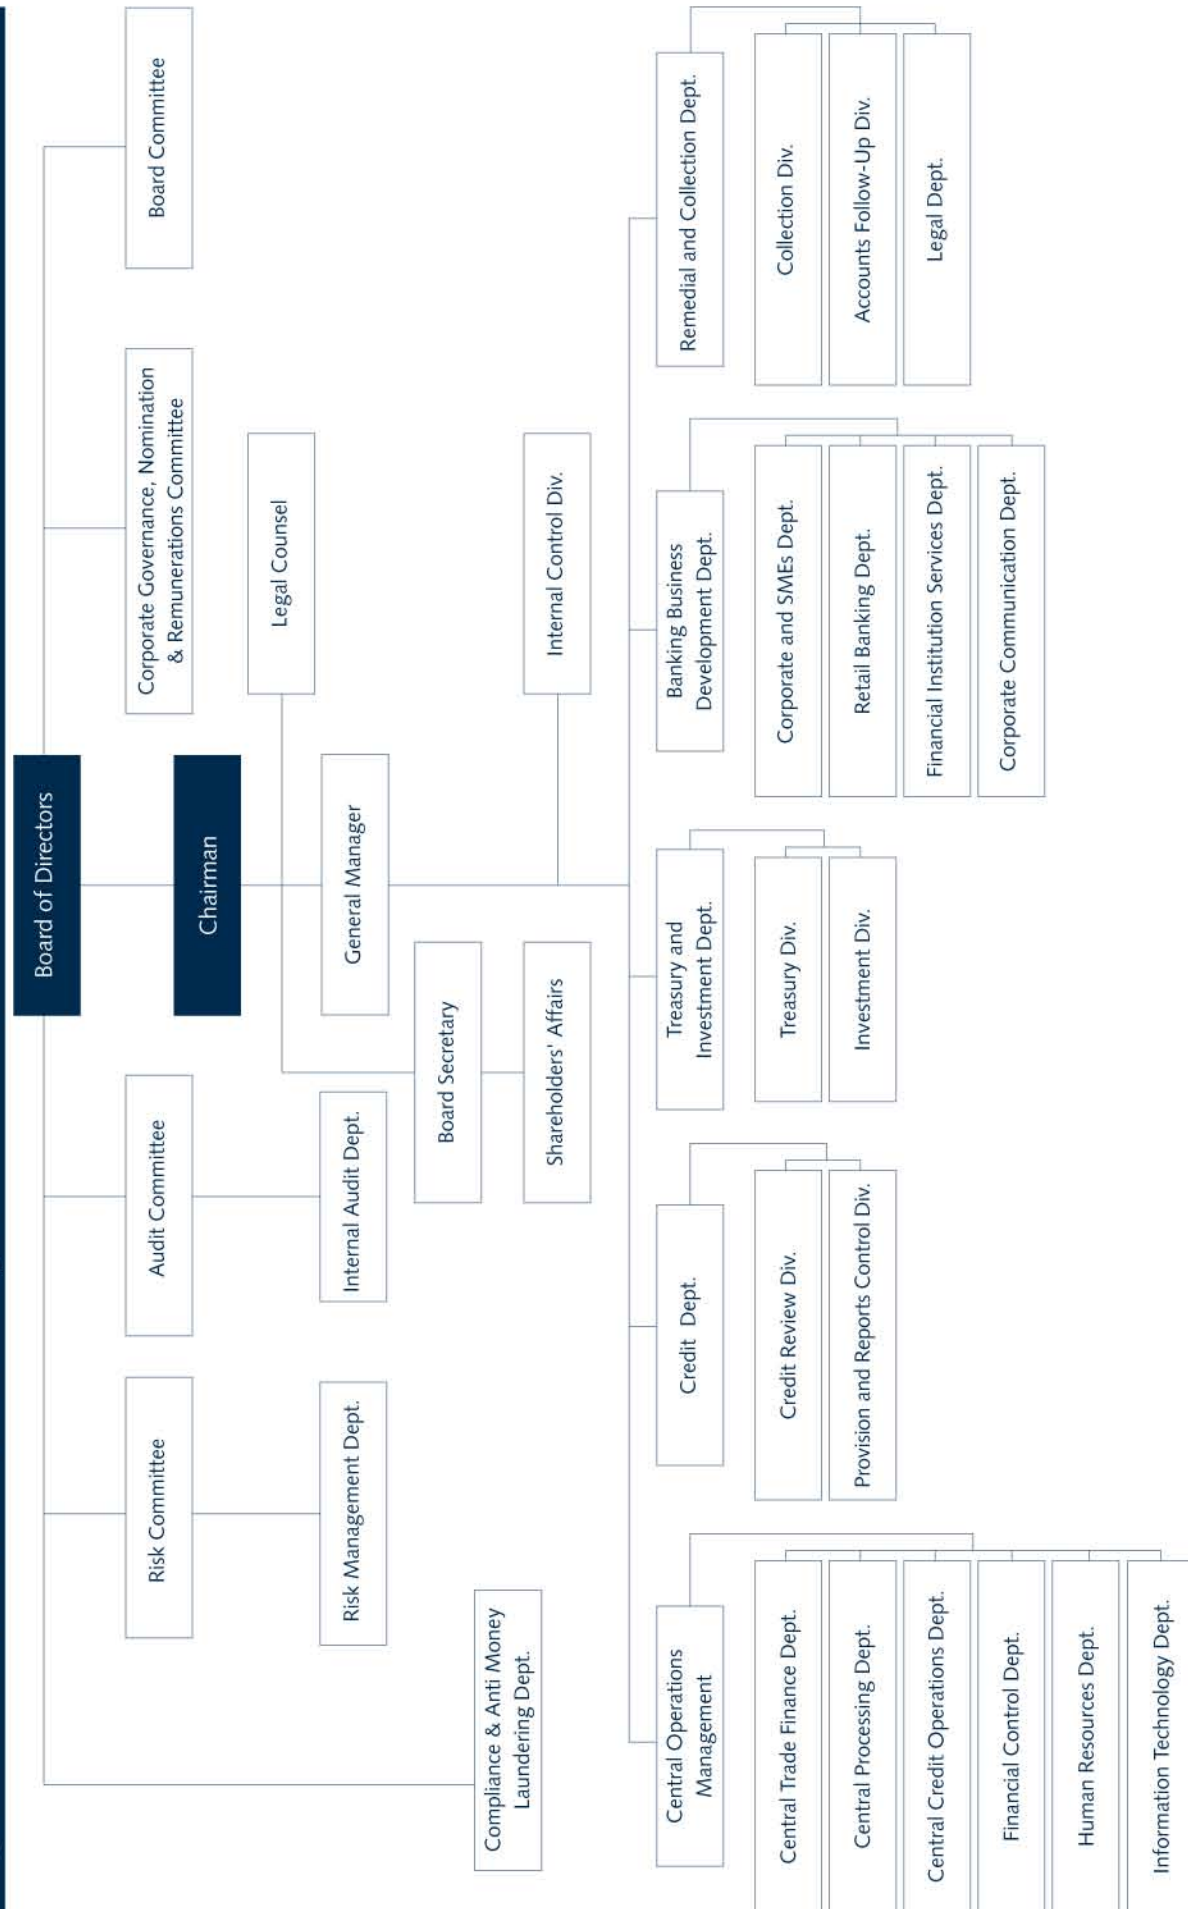 Board of Directors
Compliance & Anti Money
Laundering Dept.
Risk Committee
Audit Committee
Corporate Governance, Nomination
& Remunerations Committee
Board Committee
Chairman
Legal Counsel
Risk Management Dept.
Internal Audit Dept.
General Manager
Board Secretary
Shareholders' Affairs
Internal Control Div.
Central Operations
Management
Credit Dept.
Treasury and
Investment Dept.
Banking Business
Development Dept.
Remedial and Collection Dept.
Central Trade Finance Dept.
Central Processing Dept.
Central Credit Operations Dept.
Financial Control Dept.
Human Resources Dept.
Information Technology Dept.
Credit Review Div.
Provision and Reports Control Div.
Treasury Div.
Investment Div.
Corporate and SMEs Dept.
Retail Banking Dept.
Financial Institution Services Dept.
Corporate Communication Dept.
Collection Div.
Accounts Follow-Up Div.
Legal Dept.